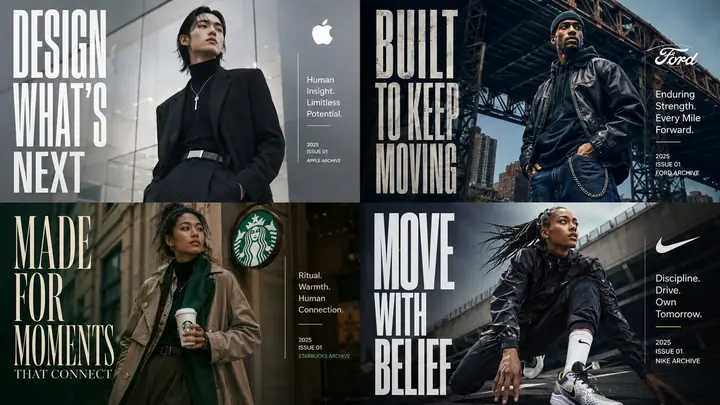 DESIGN
WHAT'S
NEXT
Human
Insight.
Limitless
Potential.
2025
ISSUE 01
APPLE ARCHIVE
BUILT
TO KEEP
MOVING
Ford
Enduring
Strength.
Every Mile
Forward.
2025
ISSUE 01
FORD ARCHIVE
MADE
FOR
MOMENTS
THAT CONNECT
Ritual.
Warmth.
Human
Connection.
2025
ISSUE 01
STARBUCKS ARCHIVE
MOVE
WITH
BELIEF
Discipline.
Drive.
Own
Tomorrow.
2025
ISSUE 01
NIKE ARCHIVE